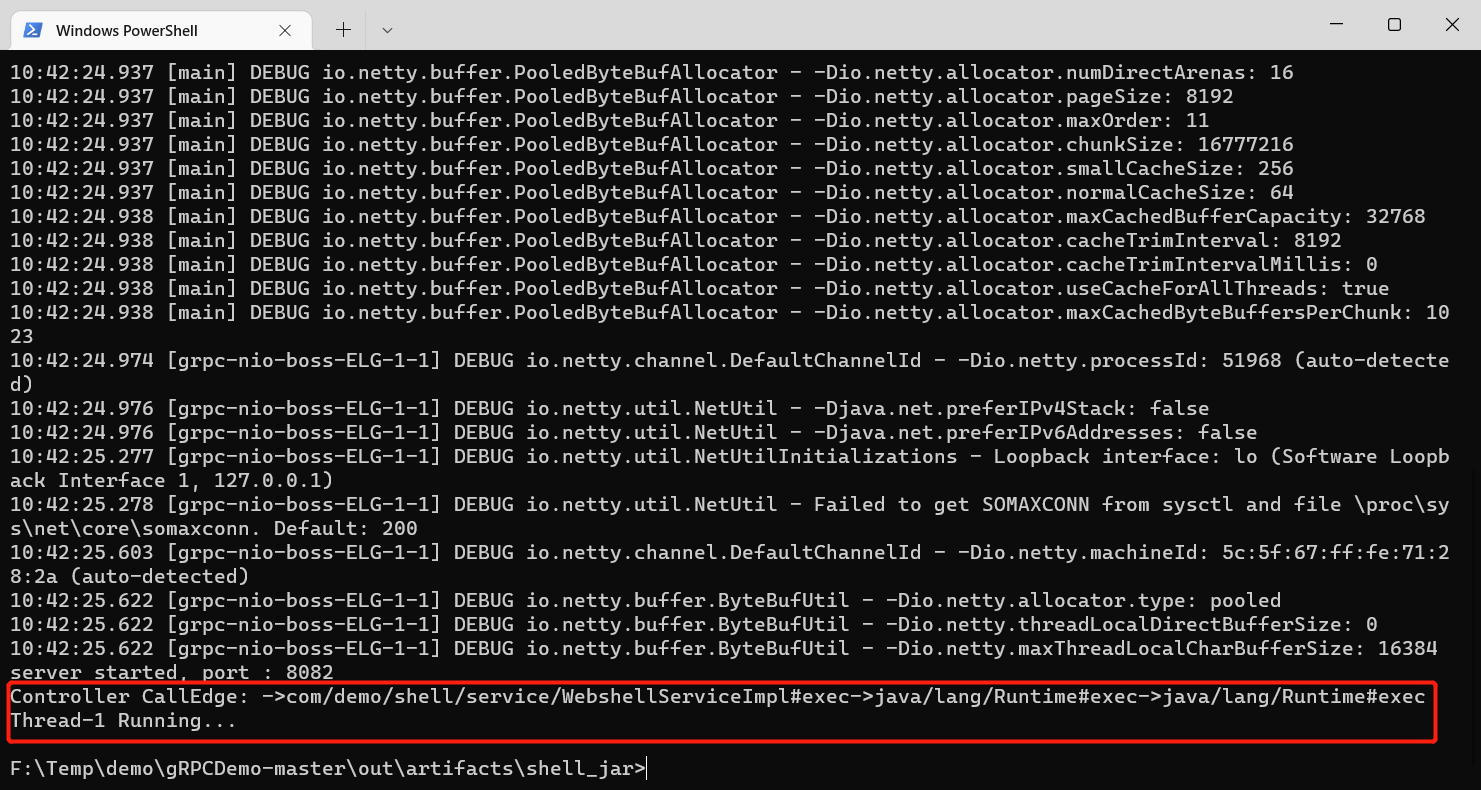 Windows PowerShell
10:42:24.937 [main] DEBUG io.netty.buffer.PooledByteBufAllocator - -Dio.netty.allocator.numDirectArenas: 16
10:42:24.937 [main] DEBUG io.netty.buffer.PooledByteBufAllocator - -Dio.netty.allocator.pageSize: 8192
10:42:24.937 [main] DEBUG io.netty.buffer.PooledByteBufAllocator - -Dio.netty.allocator.maxOrder: 11
10:42:24.937 [main] DEBUG io.netty.buffer.PooledByteBufAllocator - -Dio.netty.allocator.chunkSize: 16777216
10:42:24.937 [main] DEBUG io.netty.buffer.PooledByteBufAllocator - -Dio.netty.allocator.smallCacheSize: 256
10:42:24.937 [main] DEBUG io.netty.buffer.PooledByteBufAllocator - -Dio.netty.allocator.normalCacheSize: 64
10:42:24.938 [main] DEBUG io.netty.buffer.PooledByteBufAllocator - -Dio.netty.allocator.maxCachedBufferCapacity: 32768
10:42:24.938 [main] DEBUG io.netty.buffer.PooledByteBufAllocator - -Dio.netty.allocator.cacheTrimInterval: 8192
10:42:24.938 [main] DEBUG io.netty.buffer.PooledByteBufAllocator - -Dio.netty.allocator.cacheTrimIntervalMillis: 0
10:42:24.938 [main] DEBUG io.netty.buffer.PooledByteBufAllocator - -Dio.netty.allocator.useCacheForAllThreads: true
10:42:24.938 [main] DEBUG io.netty.buffer.PooledByteBufAllocator - -Dio.netty.allocator.maxCachedByteBuffersPerChunk: 10
23
10:42:24.974 [grpc-nio-boss-ELG-1-1] DEBUG io.netty.channel.DefaultChannelId - -Dio.netty.processId: 51968 (auto-detecte
d)
10:42:24.976 [grpc-nio-boss-ELG-1-1] DEBUG io.netty.util.NetUtil - -Djava.net.preferIPv4Stack: false
10:42:24.976 [grpc-nio-boss-ELG-1-1] DEBUG io.netty.util.NetUtil - -Djava.net.preferIPv6Addresses: false
10:42:25.277 [grpc-nio-boss-ELG-1-1] DEBUG io.netty.util.NetUtilInitializations - Loopback interface: lo (Software Loopb
ack Interface 1, 127.0.0.1)
10:42:25.278 [grpc-nio-boss-ELG-1-1] DEBUG io.netty.util.NetUtil - Failed to get SOMAXCONN from sysctl and file \proc\sy
s\net\core\somaxconn. Default: 200
10:42:25.603 [grpc-nio-boss-ELG-1-1] DEBUG io.netty.channel.DefaultChannelId - -Dio.netty.machineId: 5c:5f:67:ff:fe:71:2
8:2a (auto-detected)
10:42:25.622 [grpc-nio-boss-ELG-1-1] DEBUG io.netty.buffer.ByteBufUtil - -Dio.netty.allocator.type: pooled
10:42:25.622 [grpc-nio-boss-ELG-1-1] DEBUG io.netty.buffer.ByteBufUtil - -Dio.netty.threadLocalDirectBufferSize: 0
10:42:25.622 [grpc-nio-boss-ELG-1-1] DEBUG io.netty.buffer.ByteBufUtil - -Dio.netty.maxThreadLocalCharBufferSize: 16384
server started, port : 8082
Controller CallEdge: ->com/demo/shell/service/WebshellServiceImpl#exec->java/lang/Runtime#exec->java/lang/Runtime#exec
Thread-1 Running...
F:\Temp\demo\gRPCDemo-master\out\artifacts\shell_jar>